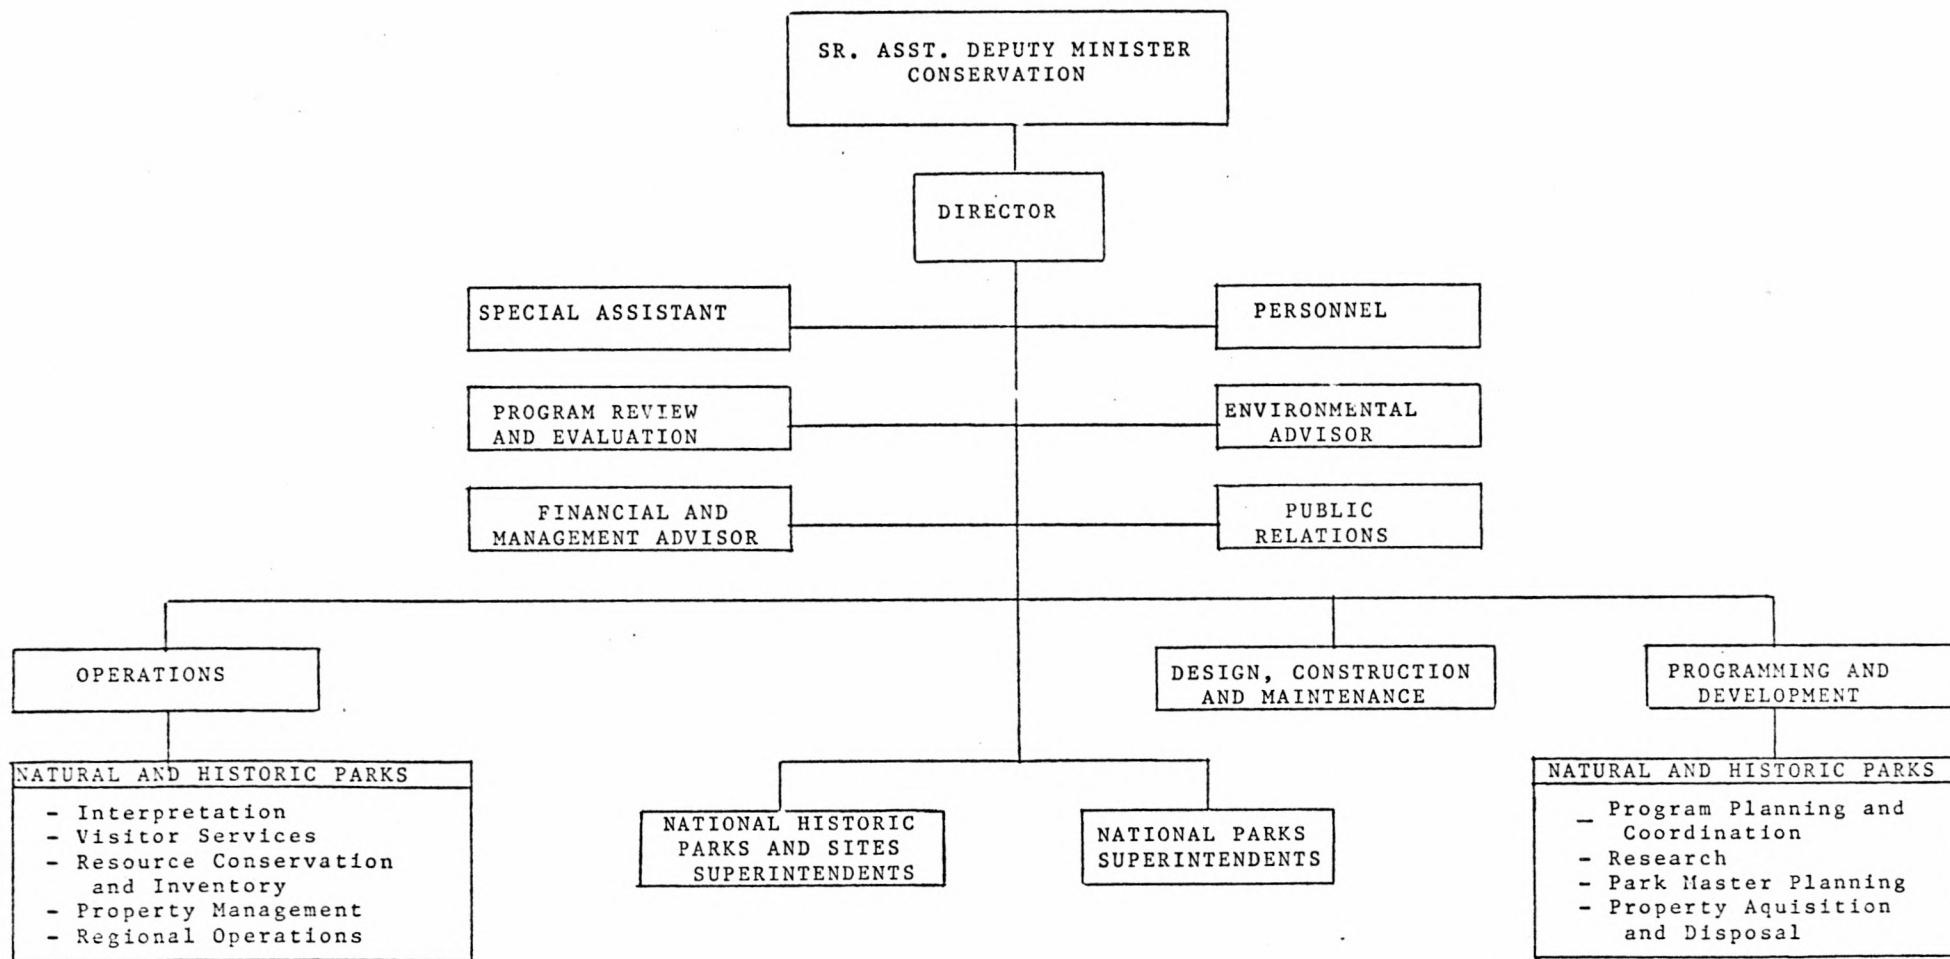 SR. ASST. DEPUTY MINISTER
CONSERVATION
DIRECTOR
SPECIAL ASSISTANT
PERSONNEL
PROGRAM REVIEW
AND EVALUATION
ENVIRONMENTAL
ADVISOR
FINANCIAL AND
MANAGEMENT ADVISOR
PUBLIC
RELATIONS
OPERATIONS
DESIGN, CONSTRUCTION
AND MAINTENANCE
PROGRAMMING AND
DEVELOPMENT
NATURAL AND HISTORIC PARKS
- Interpretation
- Visitor Services
- Resource Conservation
and Inventory
- Property Management
- Regional Operations
NATIONAL HISTORIC
PARKS AND SITES
SUPERINTENDENTS
NATIONAL PARKS
SUPERINTENDENTS
NATURAL AND HISTORIC PARKS
- Program Planning and
Coordination
- Research
- Park Master Planning
- Property Aquisition
and Disposal